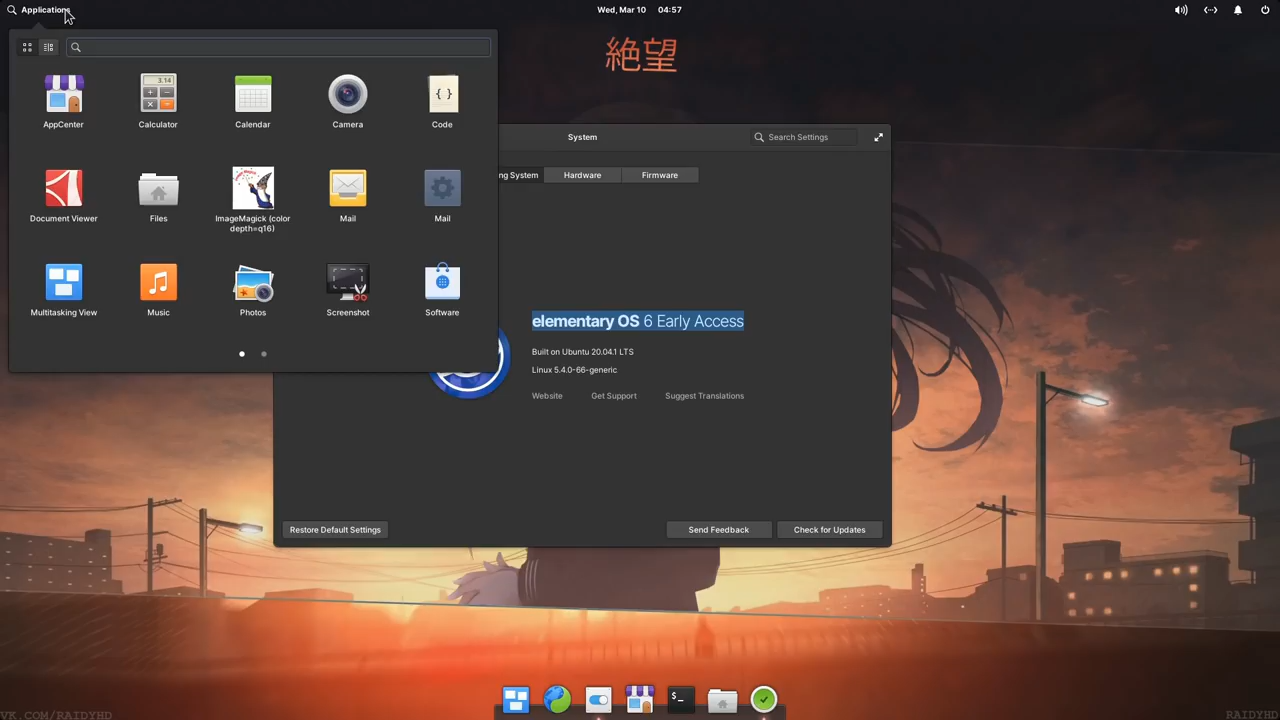 Applications
Wed, Mar 10 04:57
絶望
AppCenter
Calculator
3.14
Calendar
Camera
Code
{ }
Document Viewer
Files
ImageMagick (color
depth=q16)
Mail
Mail
Multitasking View
Music
Photos
Screenshot
Software
System
Search Settings
ng System
Hardware
Firmware
elementary OS 6 Early Access
Built on Ubuntu 20.04.1 LTS
Linux 5.4.0-66-generic
Website
Get Support
Suggest Translations
Restore Default Settings
Send Feedback
Check for Updates
$_
VK.COM/RAIDYHD
RAIDYHD